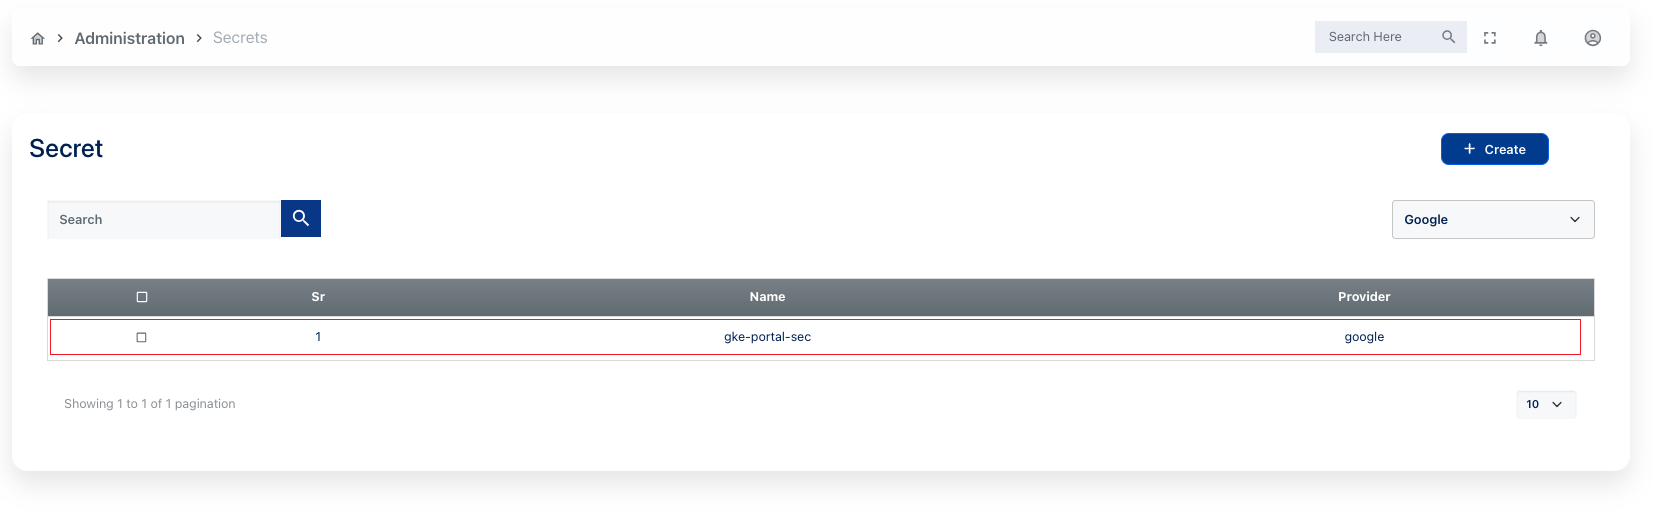 Administration Secrets Search Here
Secret + Create
Search Google
Sr Name Provider
1 gke-portal-sec google
Showing 1 to 1 of 1 pagination 10